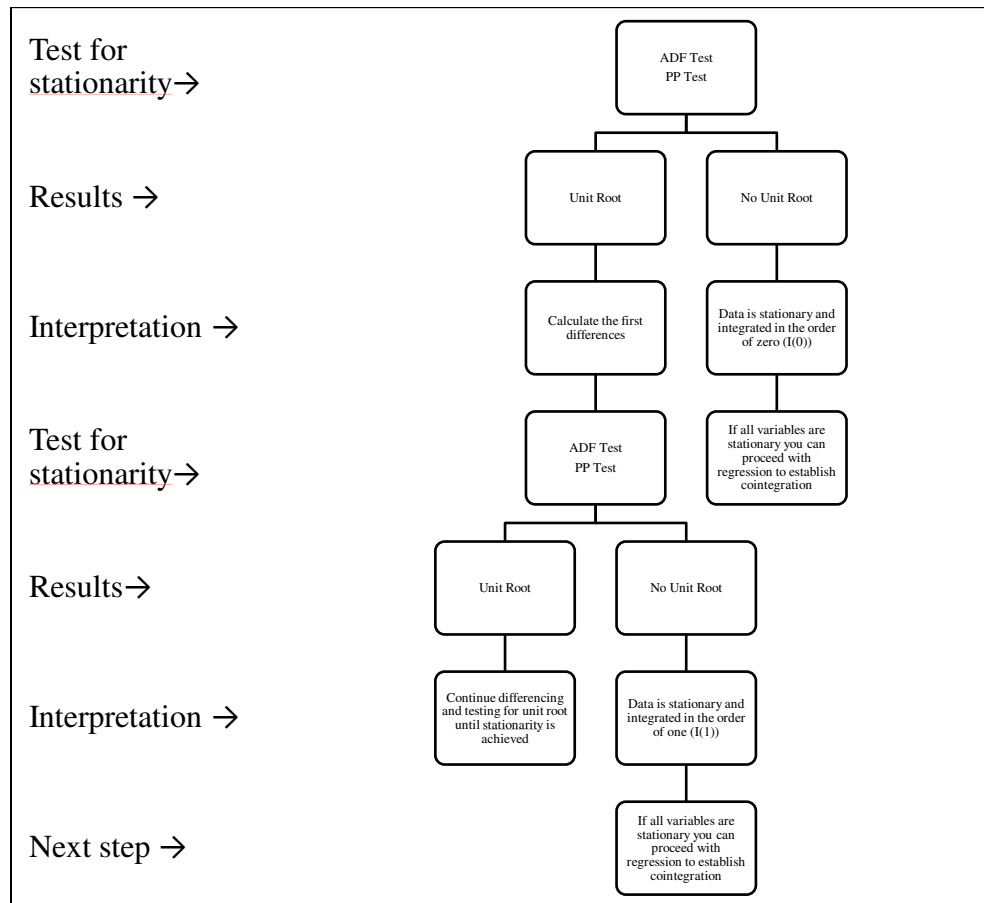 Test for
stationarity→
ADF Test
PP Test
Results →
Unit Root
No Unit Root
Interpretation →
Calculate the first
differences
Data is stationary and
integrated in the order
of zero (I(0))
Test for
stationarity→
ADF Test
PP Test
If all variables are
stationary you can
proceed with
regression to establish
cointegration
Results→
Unit Root
No Unit Root
Interpretation →
Continue differencing
and testing for unit root
until stationarity is
achieved
Data is stationary and
integrated in the order
of one (I(1))
Next step →
If all variables are
stationary you can
proceed with
regression to establish
cointegration